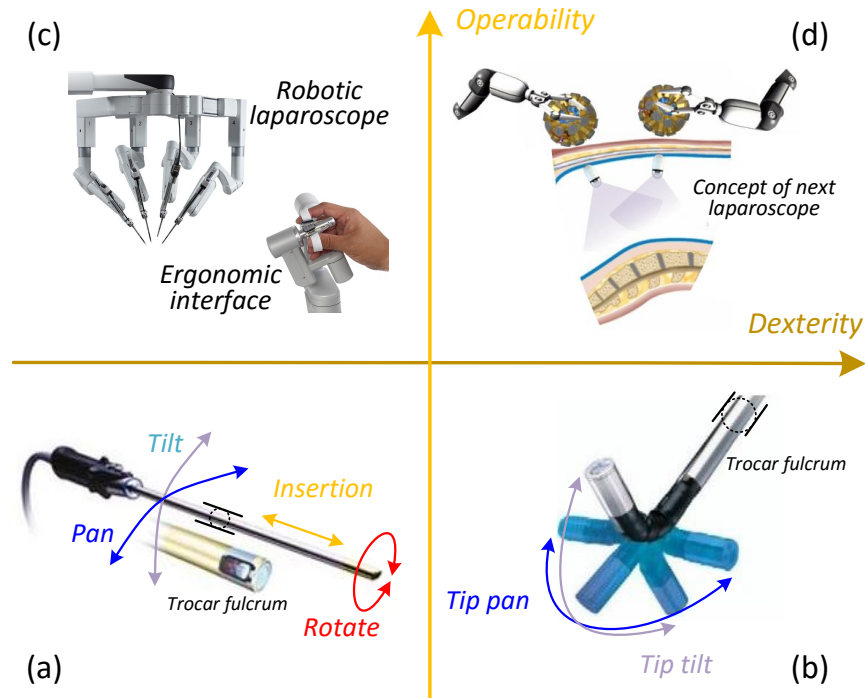 (c)
Operability
(d)
Robotic
laparoscope
Concept of next
laparoscope
Ergonomic
interface
Dexterity
Tilt
Insertion
Pan
Trocar fulcrum
Rotate
(a)
Trocar fulcrum
Tip pan
Tip tilt
(b)